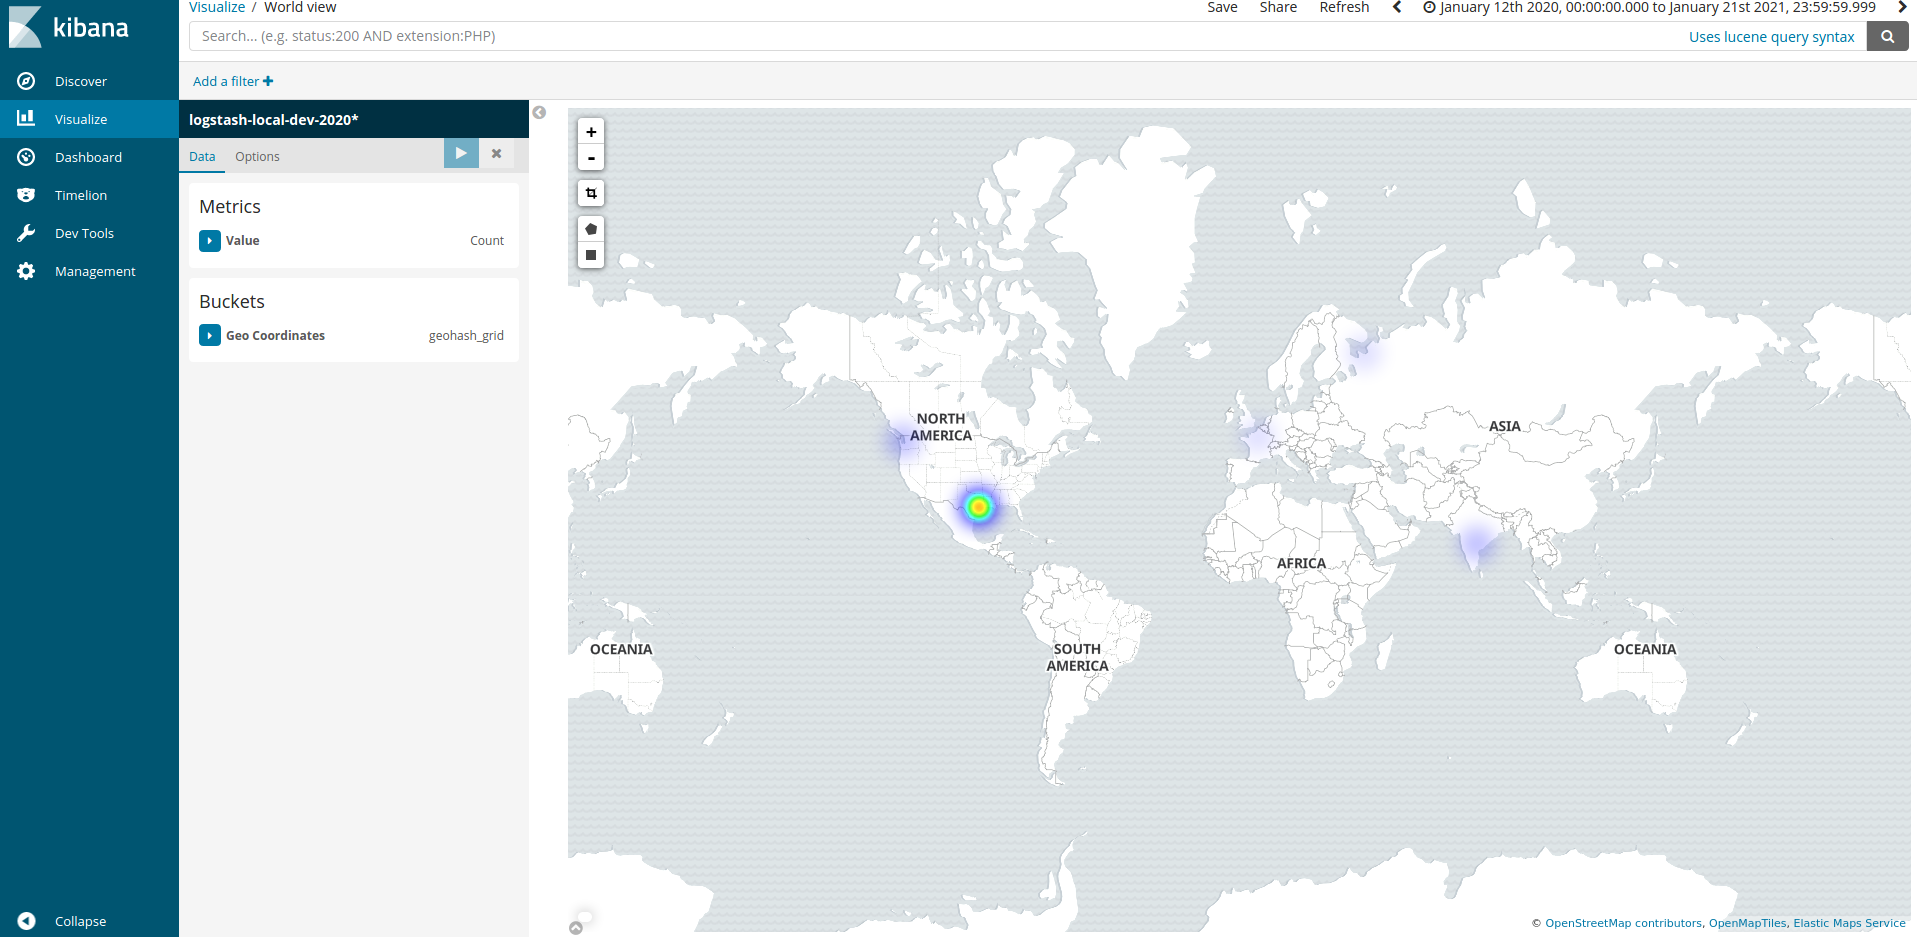 kibana
Discover
Visualize
Dashboard
Timelion
Dev Tools
Management
Collapse
Visualize / World view
Save Share Refresh January 12th 2020, 00:00:00.000 to January 21st 2021, 23:59:59.999
Search... (e.g. status:200 AND extension:PHP) Uses lucene query syntax
Add a filter +
logstash-local-dev-2020*
Data Options
Metrics
Value Count
Buckets
Geo Coordinates geohash_grid
+
-
NORTH
AMERICA
ASIA
AFRICA
OCEANIA
SOUTH
AMERICA
OCEANIA
© OpenStreetMap contributors, OpenMapTiles, Elastic Maps Service